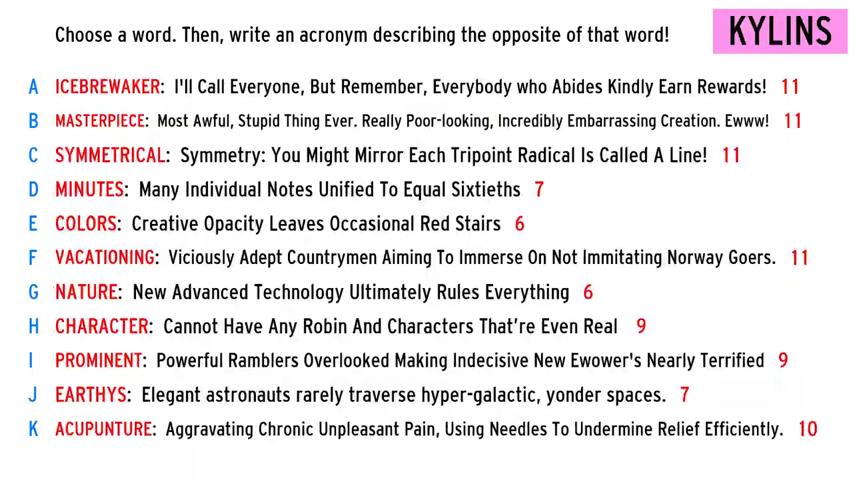 Choose a word. Then, write an acronym describing the opposite of that word!
KYLINS
A ICEBREWAKER: I'll Call Everyone, But Remember, Everybody who Abides Kindly Earn Rewards! 11
B MASTERPIECE: Most Awful, Stupid Thing Ever. Really Poor-looking, Incredibly Embarrassing Creation. Ewww! 11
C SYMMETRICAL: Symmetry: You Might Mirror Each Tripoint Radical Is Called A Line! 11
D MINUTES: Many Individual Notes Unified To Equal Sixtieths 7
E COLORS: Creative Opacity Leaves Occasional Red Stairs 6
F VACATIONING: Viciously Adept Countrymen Aiming To Immerse On Not Immitating Norway Goers. 11
G NATURE: New Advanced Technology Ultimately Rules Everything 6
H CHARACTER: Cannot Have Any Robin And Characters That're Even Real 9
I PROMINENT: Powerful Ramblers Overlooked Making Indecisive New Ewower's Nearly Terrified 9
J EARTHYS: Elegant astronauts rarely traverse hyper-galactic, yonder spaces. 7
K ACUPUNTURE: Aggravating Chronic Unpleasant Pain, Using Needles To Undermine Relief Efficiently. 10